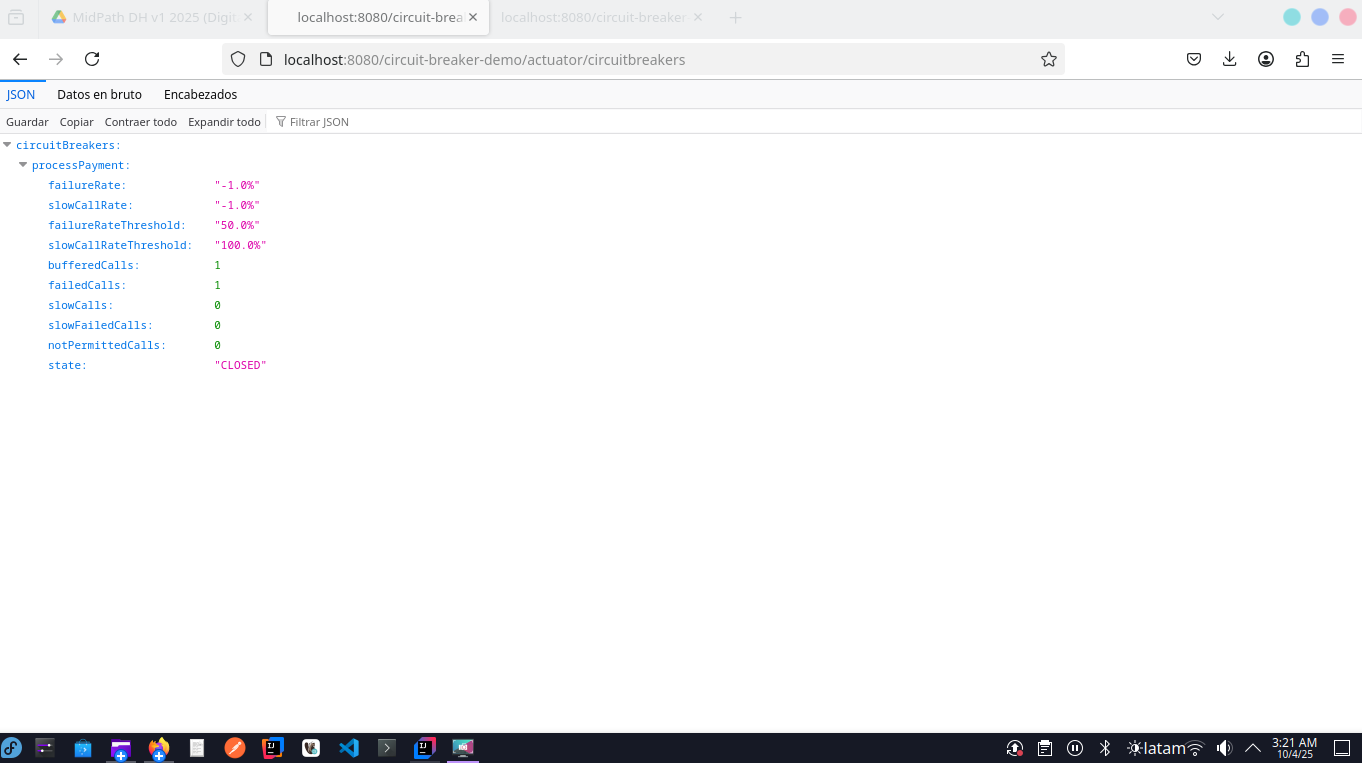 MidPath DH v1 2025 (Digit
localhost:8080/circuit-brea
localhost:8080/circuit-breaker
localhost:8080/circuit-breaker-demo/actuator/circuitbreakers
JSON Datos en bruto Encabezados
Guardar Copiar Contraer todo Expandir todo Filtrar JSON
circuitBreakers:
processPayment:
failureRate: "-1.0%"
slowCallRate: "-1.0%"
failureRateThreshold: "50.0%"
slowCallRateThreshold: "100.0%"
bufferedCalls: 1
failedCalls: 1
slowCalls: 0
slowFailedCalls: 0
notPermittedCalls: 0
state: "CLOSED"
latam
3:21 AM
10/4/25